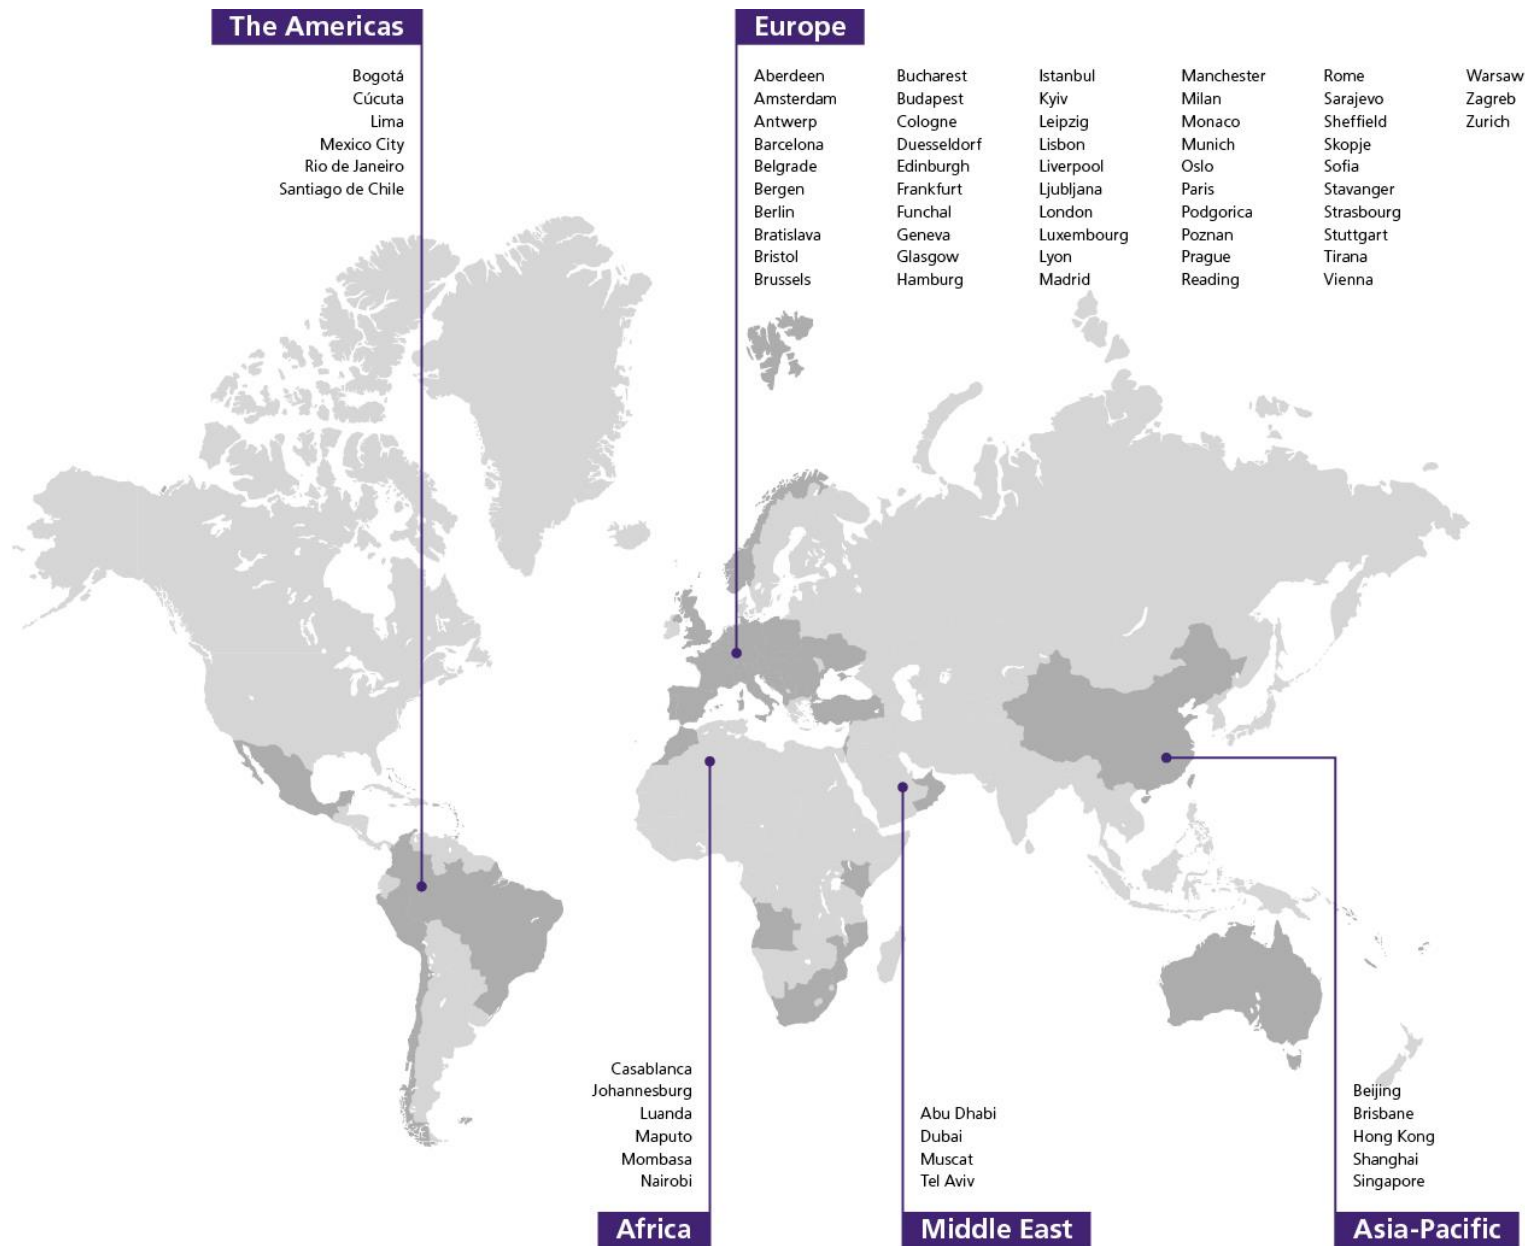 The Americas
Bogotá
Cúcuta
Lima
Mexico City
Rio de Janeiro
Santiago de Chile
Europe
Aberdeen
Amsterdam
Antwerp
Barcelona
Belgrade
Bergen
Berlin
Bratislava
Bristol
Brussels
Bucharest
Budapest
Cologne
Duesseldorf
Edinburgh
Frankfurt
Funchal
Geneva
Glasgow
Hamburg
Istanbul
Kyiv
Leipzig
Lisbon
Liverpool
Ljubljana
London
Luxembourg
Lyon
Madrid
Manchester
Milan
Monaco
Munich
Oslo
Paris
Podgorica
Poznan
Prague
Reading
Rome
Sarajevo
Sheffield
Skopje
Sofia
Stavanger
Strasbourg
Stuttgart
Tirana
Vienna
Warsaw
Zagreb
Zurich
Casablanca
Johannesburg
Luanda
Maputo
Mombasa
Nairobi
Africa
Abu Dhabi
Dubai
Muscat
Tel Aviv
Middle East
Beijing
Brisbane
Hong Kong
Shanghai
Singapore
Asia-Pacific